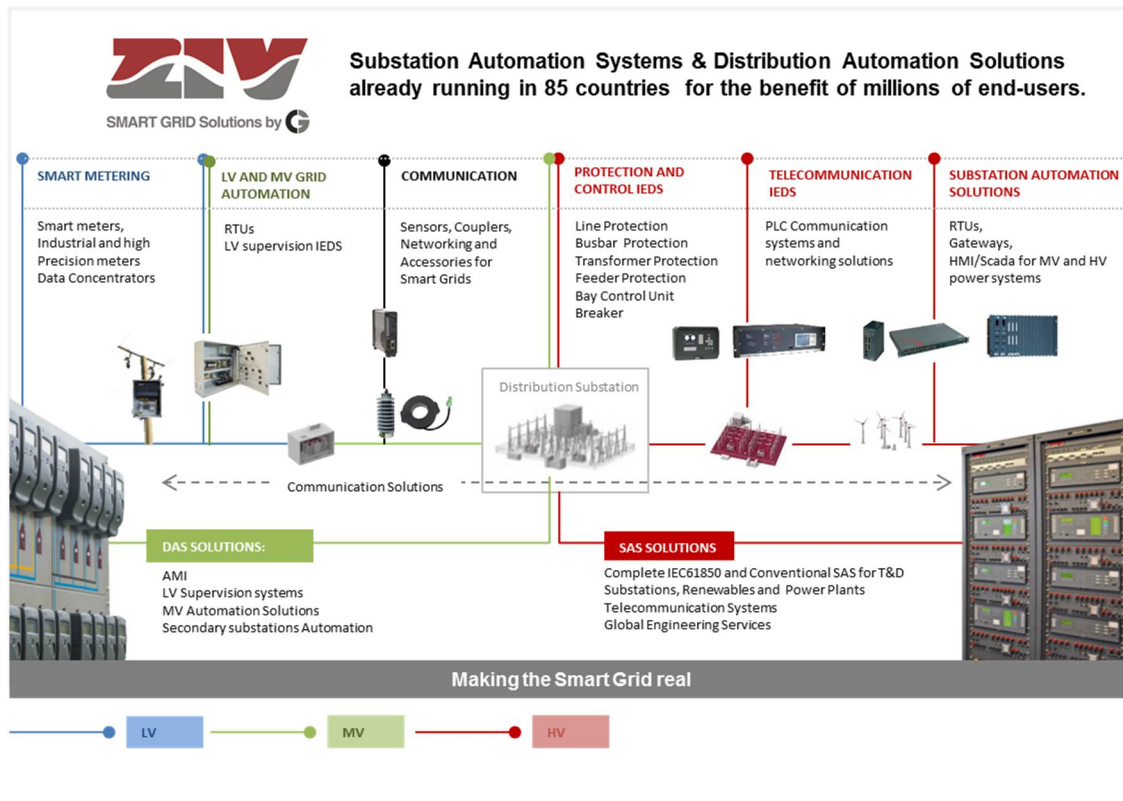 ZIV
SMART GRID Solutions by CG
Substation Automation Systems & Distribution Automation Solutions
already running in 85 countries for the benefit of millions of end-users.
SMART METERING
Smart meters,
Industrial and high
Precision meters
Data Concentrators
LV AND MV GRID
AUTOMATION
RTUs
LV supervision IEDS
COMMUNICATION
Sensors, Couplers,
Networking and
Accessories for
Smart Grids
PROTECTION AND
CONTROL IEDS
Line Protection
Busbar Protection
Transformer Protection
Feeder Protection
Bay Control Unit
Breaker
TELECOMMUNICATION
IEDS
PLC Communication
systems and
networking solutions
SUBSTATION AUTOMATION
SOLUTIONS
RTUs,
Gateways,
HMI/Scada for MV and HV
power systems
Distribution Substation
Communication Solutions
DAS SOLUTIONS:
AMI
LV Supervision systems
MV Automation Solutions
Secondary substations Automation
SAS SOLUTIONS
Complete IEC61850 and Conventional SAS for T&D
Substations, Renewables and Power Plants
Telecommunication Systems
Global Engineering Services
Making the Smart Grid real
LV
MV
HV